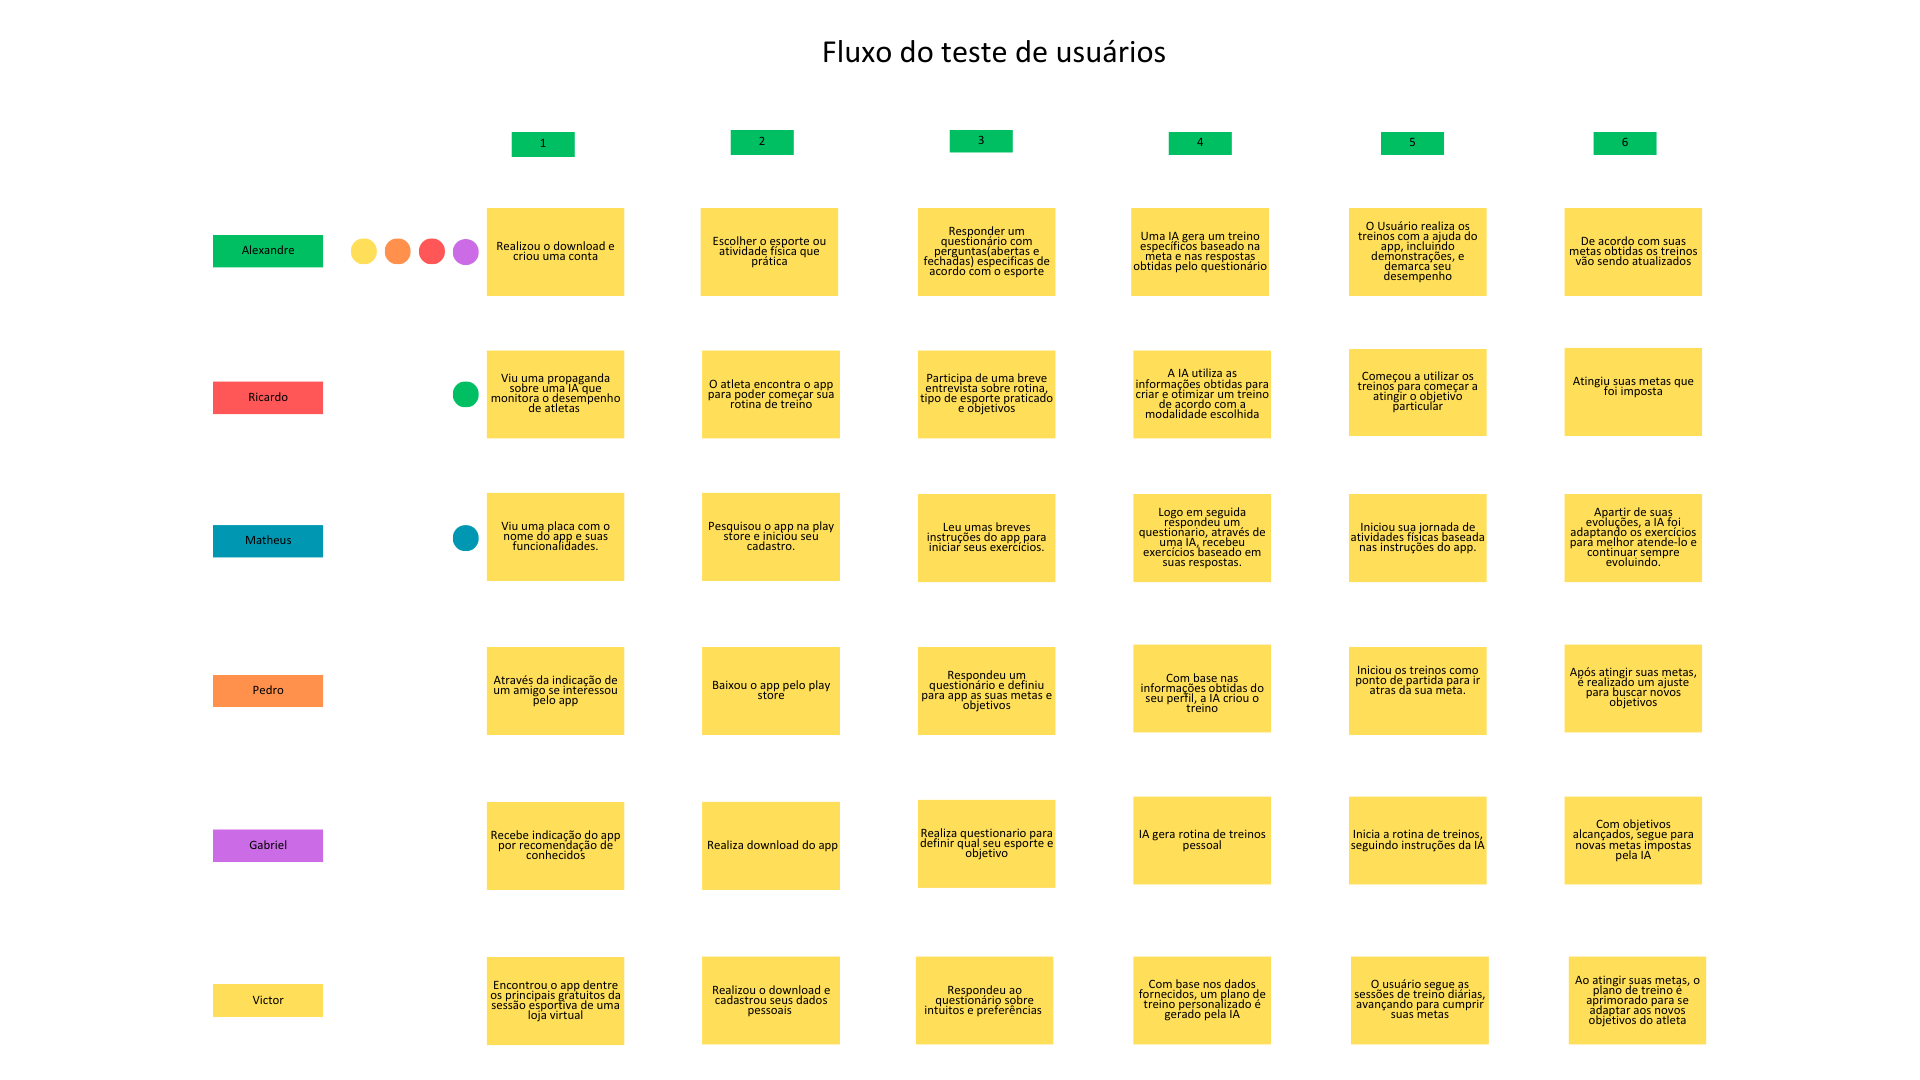 Fluxo do teste de usuários
1
2
3
4
5
6
Alexandre
Realizou o download e
criou uma conta
Escolher o esporte ou
atividade física que
prática
Responder um
questionário com
perguntas(abertas e
fechadas) especificas de
acordo com o esporte
Uma IA gera um treino
específicos baseado na
meta e nas respostas
obtidas pelo questionário
O Usuário realiza os
treinos com a ajuda do
app, incluindo
demonstrações, e
demarca seu
desempenho
De acordo com suas
metas obtidas os treinos
vão sendo atualizados
Ricardo
Viu uma propaganda
sobre uma IA que
monitora o desempenho
de atletas
O atleta encontra o app
para poder começar sua
rotina de treino
Participa de uma breve
entrevista sobre rotina,
tipo de esporte praticado
e objetivos
A IA utiliza as
informações obtidas para
criar e otimizar um treino
de acordo com a
modalidade escolhida
Começou a utilizar os
treinos para começar a
atingir o objetivo
particular
Atingiu suas metas que
foi imposta
Matheus
Viu uma placa com o
nome do app e suas
funcionalidades.
Pesquisou o app na play
store e iniciou seu
cadastro.
Leu umas breves
instruções do app para
iniciar seus exercícios.
Logo em seguida
respondeu um
questionario, através de
uma IA, recebeu
exercícios baseado em
suas respostas.
Iniciou sua jornada de
atividades físicas baseada
nas instruções do app.
Apartir de suas
evoluções, a IA foi
adaptando os exercícios
para melhor atende-lo e
continuar sempre
evoluindo.
Pedro
Através da indicação de
um amigo se interessou
pelo app
Baixou o app pelo play
store
Respondeu um
questionário e definiu
para app as suas metas e
objetivos
Com base nas
informações obtidas do
seu perfil, a IA criou o
treino
Iniciou os treinos como
ponto de partida para ir
atras da sua meta.
Após atingir suas metas,
é realizado um ajuste
para buscar novos
objetivos
Gabriel
Recebe indicação do app
por recomendação de
conhecidos
Realiza download do app
Realiza questionario para
definir qual seu esporte e
objetivo
IA gera rotina de treinos
pessoal
Inicia a rotina de treinos,
seguindo instruções da IA
Com objetivos
alcançados, segue para
novas metas impostas
pela IA
Victor
Encontrou o app dentre
os principais gratuitos da
sessão esportiva de uma
loja virtual
Realizou o download e
cadastrou seus dados
pessoais
Respondeu ao
questionário sobre
intuitos e preferências
Com base nos dados
fornecidos, um plano de
treino personalizado é
gerado pela IA
O usuário segue as
sessões de treino diárias,
avançando para cumprir
suas metas
Ao atingir suas metas, o
plano de treino é
aprimorado para se
adaptar aos novos
objetivos do atleta